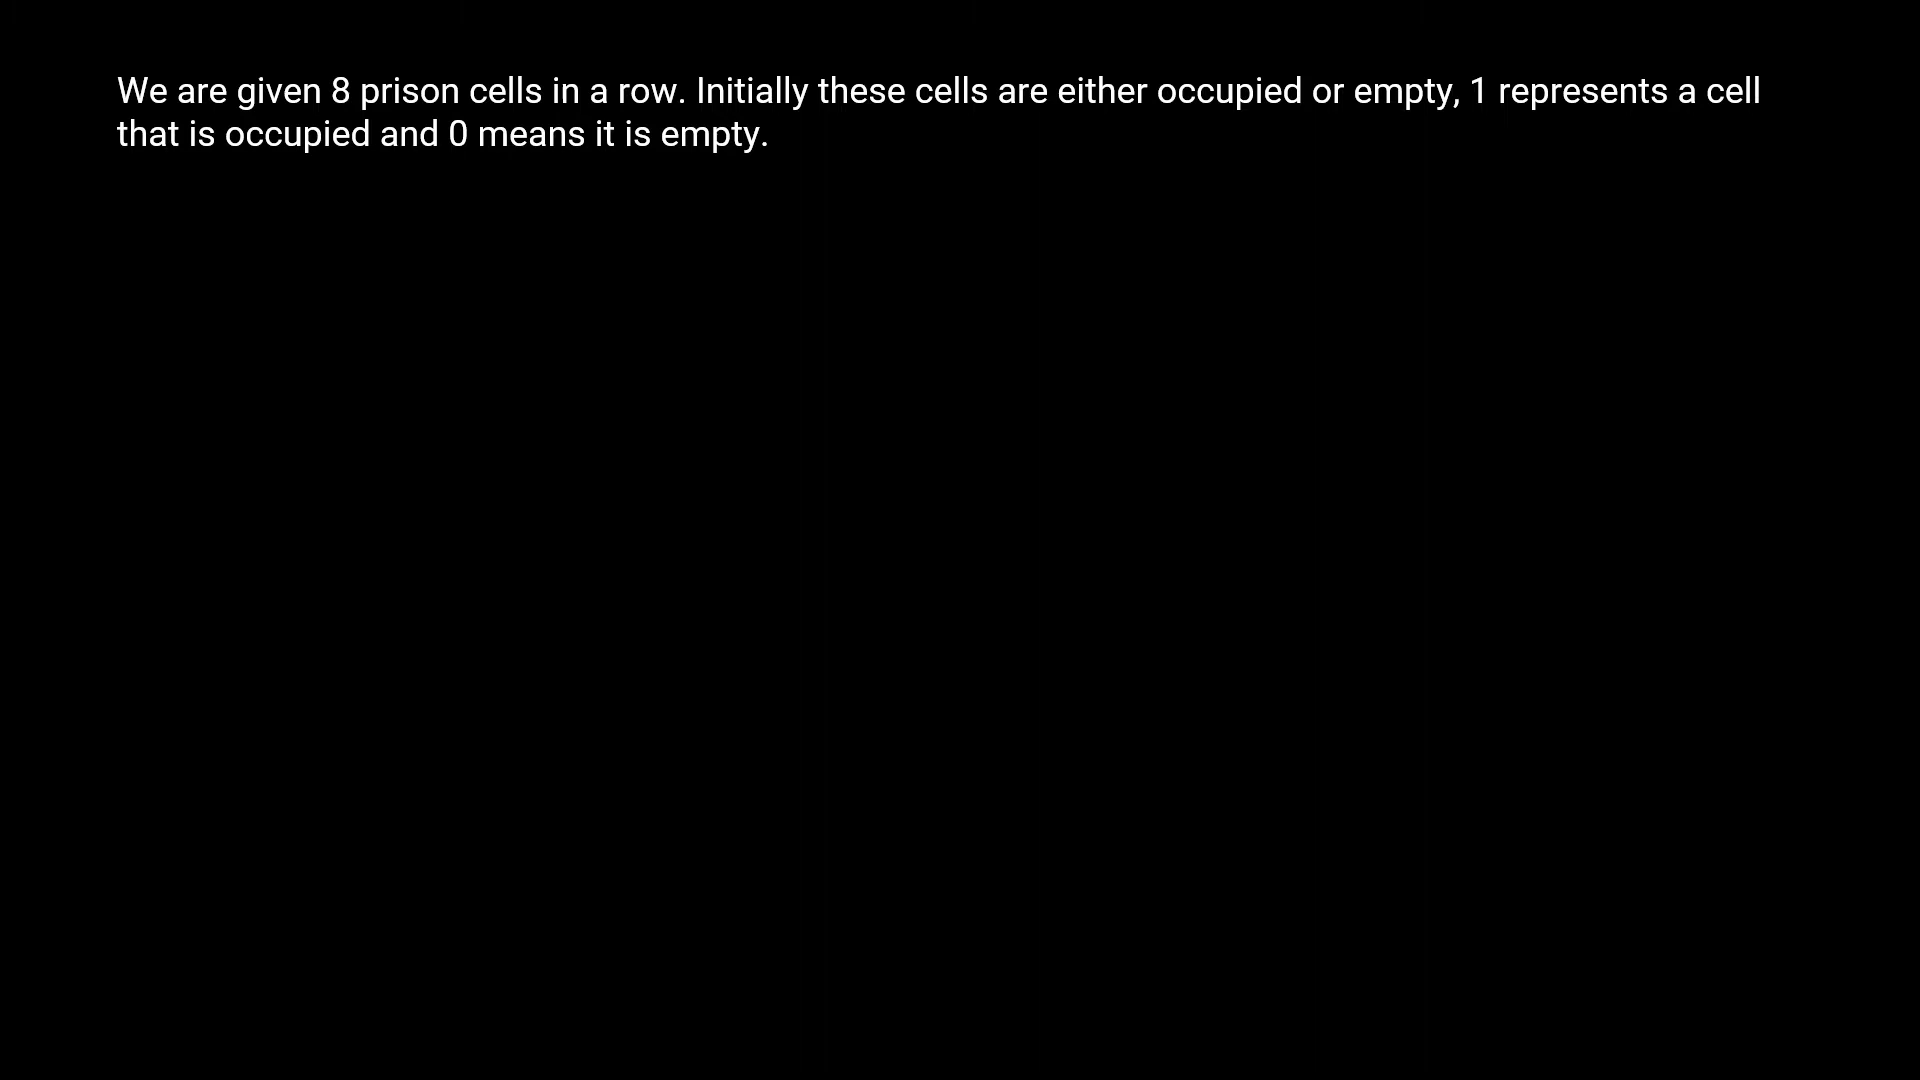 We are given 8 prison cells in a row. Initially these cells are either occupied or empty, 1 represents a cell
that is occupied and 0 means it is empty.